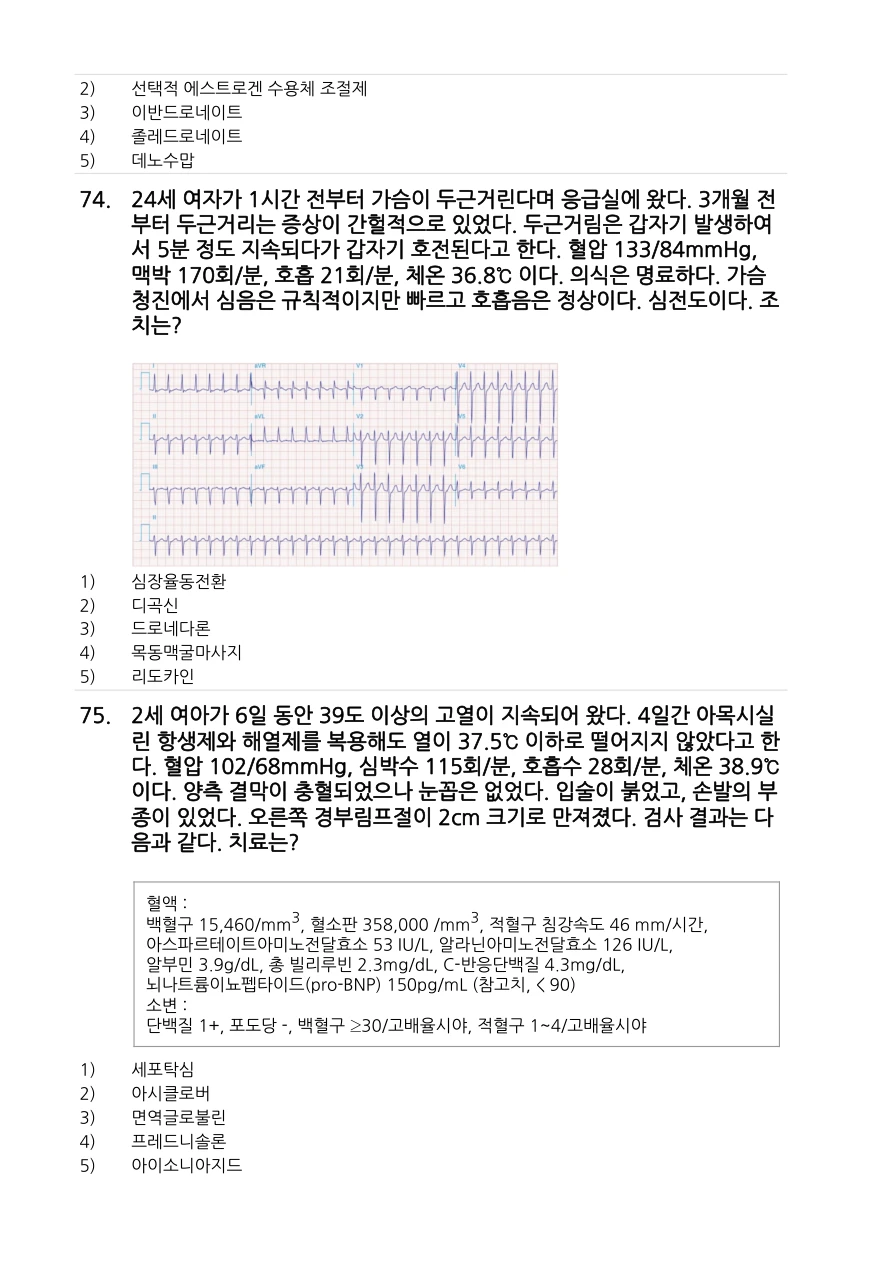 2) 선택적 에스트로겐 수용체 조절제
3) 이반드로네이트
4) 졸레드로네이트
5) 데노수맙
74. 24세 여자가 1시간 전부터 가슴이 두근거린다며 응급실에 왔다. 3개월 전
부터 두근거리는 증상이 간헐적으로 있었다. 두근거림은 갑자기 발생하여
서 5분 정도 지속되다가 갑자기 호전된다고 한다. 혈압 133/84mmHg,
맥박 170회/분, 호흡 21회/분, 체온 36.8℃ 이다. 의식은 명료하다. 가슴
청진에서 심음은 규칙적이지만 빠르고 호흡음은 정상이다. 심전도이다. 조
치는?
I aVR V1 V4
II aVL V2 V5
III aVF V3 V6
II
1) 심장율동전환
2) 디곡신
3) 드로네다론
4) 목동맥굴마사지
5) 리도카인
75. 2세 여아가 6일 동안 39도 이상의 고열이 지속되어 왔다. 4일간 아목시실
린 항생제와 해열제를 복용해도 열이 37.5℃ 이하로 떨어지지 않았다고 한
다. 혈압 102/68mmHg, 심박수 115회/분, 호흡수 28회/분, 체온 38.9℃
이다. 양측 결막이 충혈되었으나 눈꼽은 없었다. 입술이 붉었고, 손발의 부
종이 있었다. 오른쪽 경부림프절이 2cm 크기로 만져졌다. 검사 결과는 다
음과 같다. 치료는?
혈액 :
백혈구 15,460/mm³, 혈소판 358,000 /mm³, 적혈구 침강속도 46 mm/시간,
아스파르테이트아미노전달효소 53 IU/L, 알라닌아미노전달효소 126 IU/L,
알부민 3.9g/dL, 총 빌리루빈 2.3mg/dL, C-반응단백질 4.3mg/dL,
뇌나트륨이뇨펩타이드(pro-BNP) 150pg/mL (참고치, < 90)
소변 :
단백질 1+, 포도당 -, 백혈구 ≥30/고배율시야, 적혈구 1~4/고배율시야
1) 세포탁심
2) 아시클로버
3) 면역글로불린
4) 프레드니솔론
5) 아이소니아지드